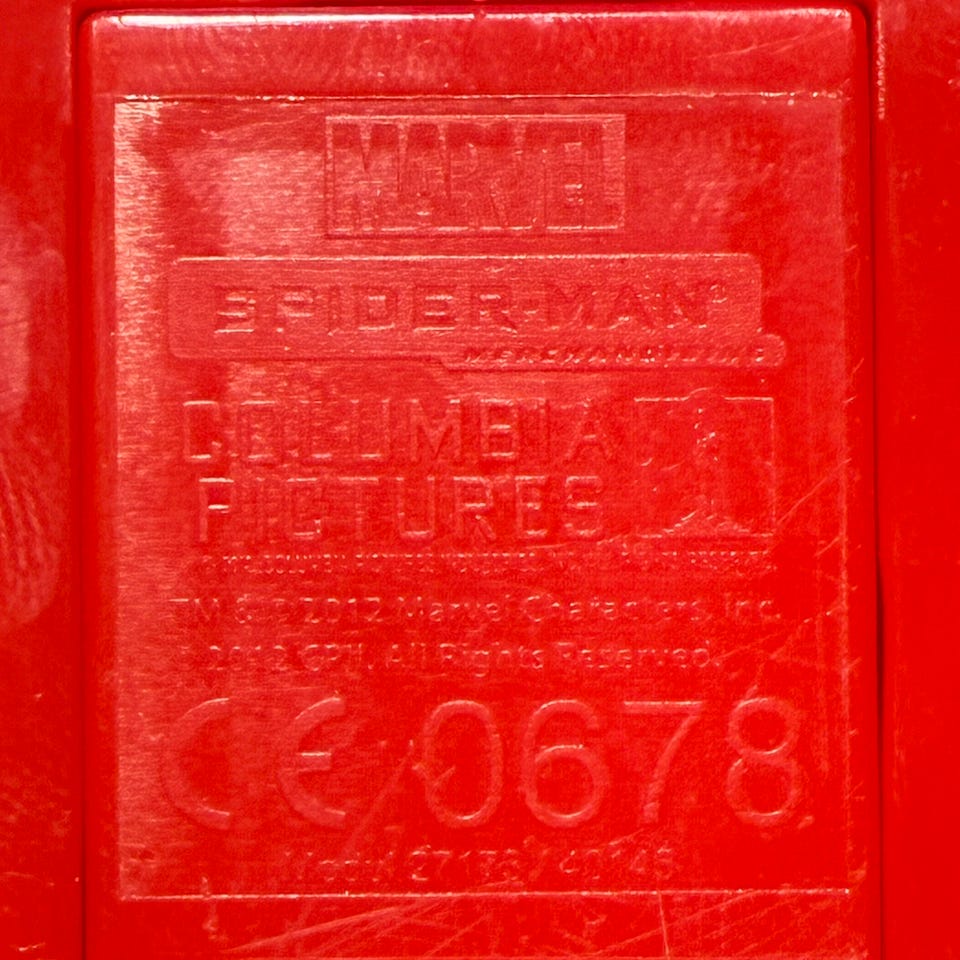 MARVEL
SPIDER-MAN®
MERCHANDISING
COLUMBIA
PICTURES
TM & © 2012 Marvel Characters, Inc.
© 2012 CPII. All Rights Reserved.
CE 0678